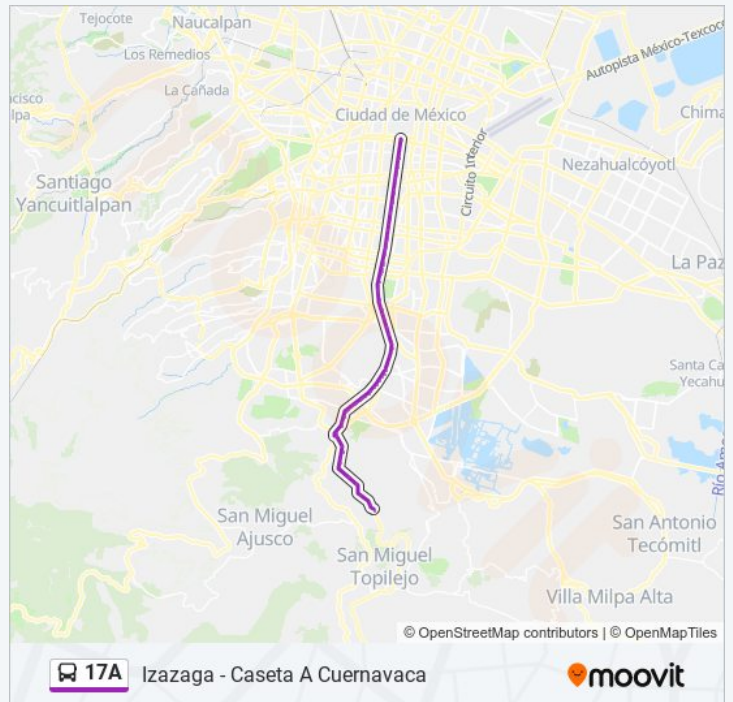 Tejocote
Naucalpan
Autopista México-Texcoco
Los Remedios
La Cañada
Ciudad de México
Chima
Circuito Interior
Nezahualcóyotl
Santiago
Yancuitlalpan
La Paz
Santa Ca
Yecahu
San Miguel
Ajusco
San Antonio
Tecómitl
San Miguel
Topilejo
Villa Milpa Alta
© OpenStreetMap contributors | © OpenMapTiles
17A Izazaga - Caseta A Cuernavaca
moovit